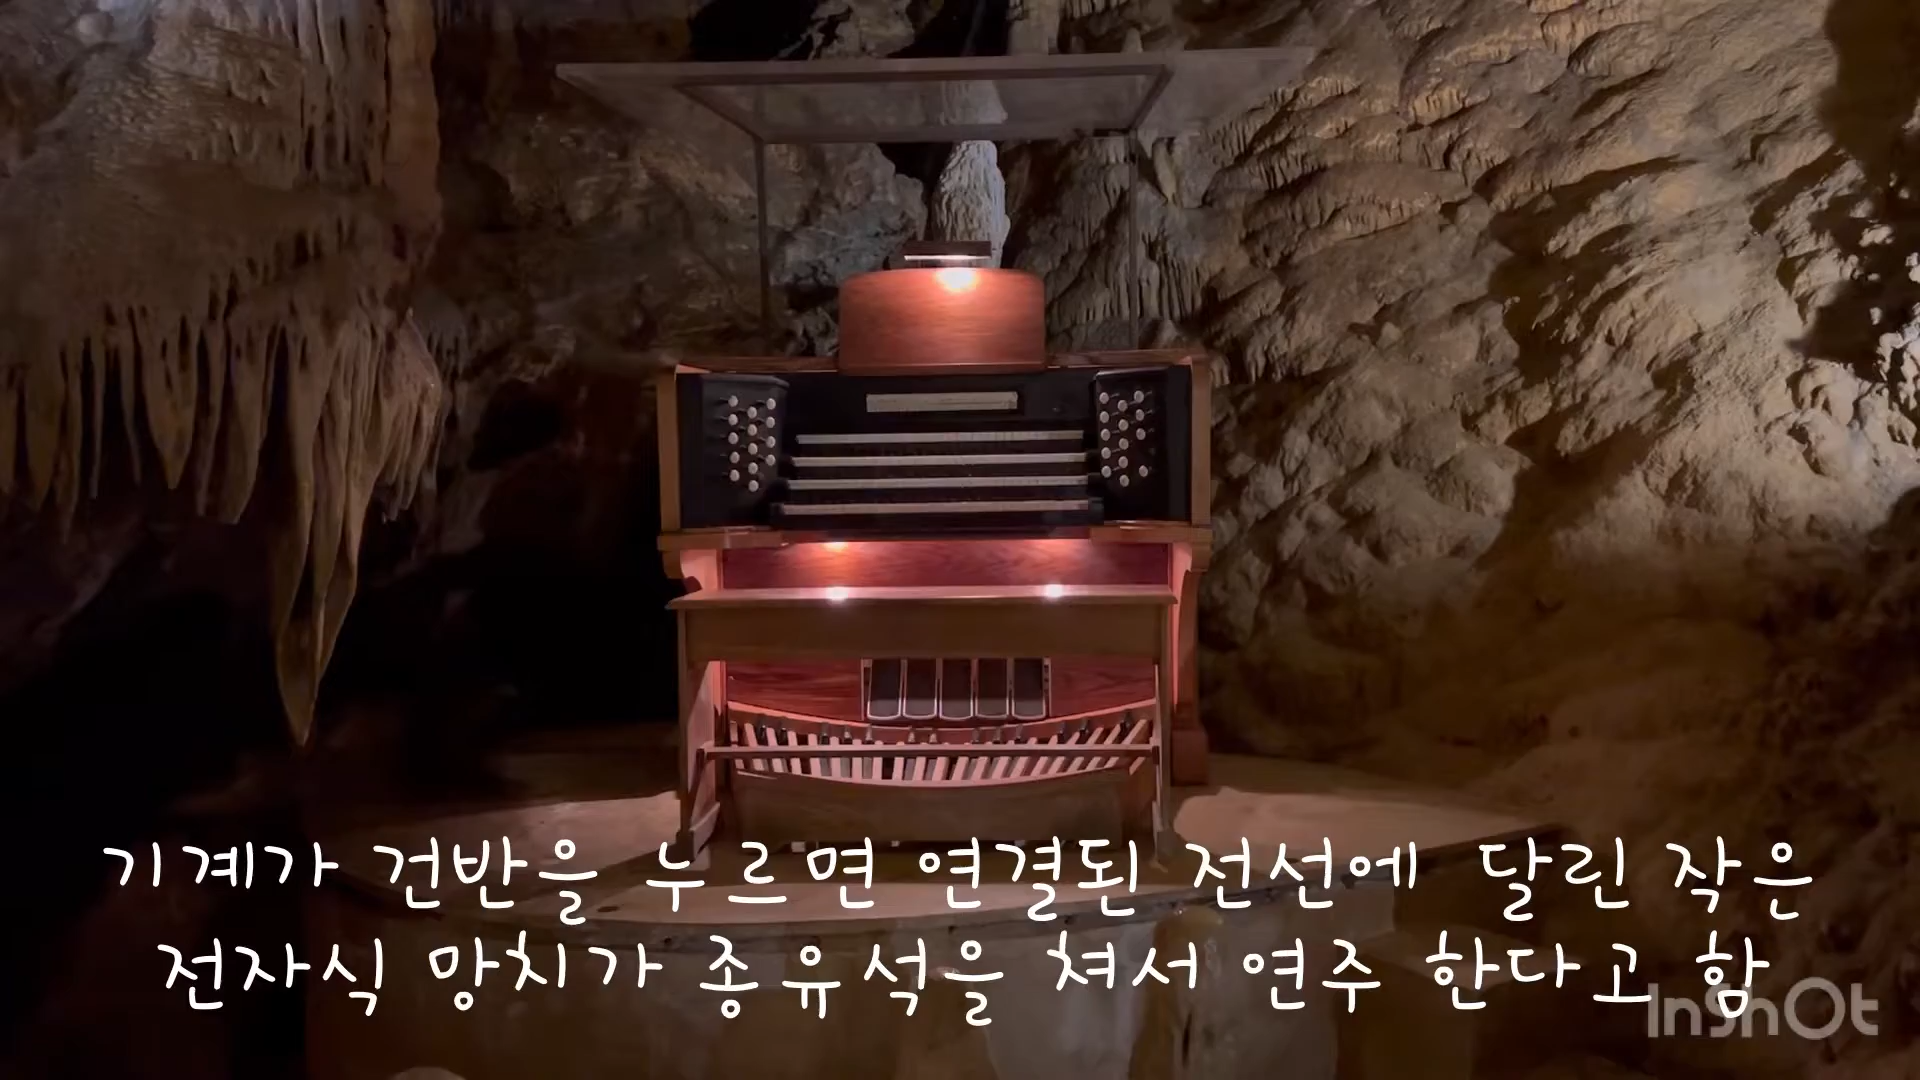 기계가 건반을 누르면 연결된 전선에 달린 작은
전자식 망치가 종유석을 쳐서 연주 한다고 함
InShOt